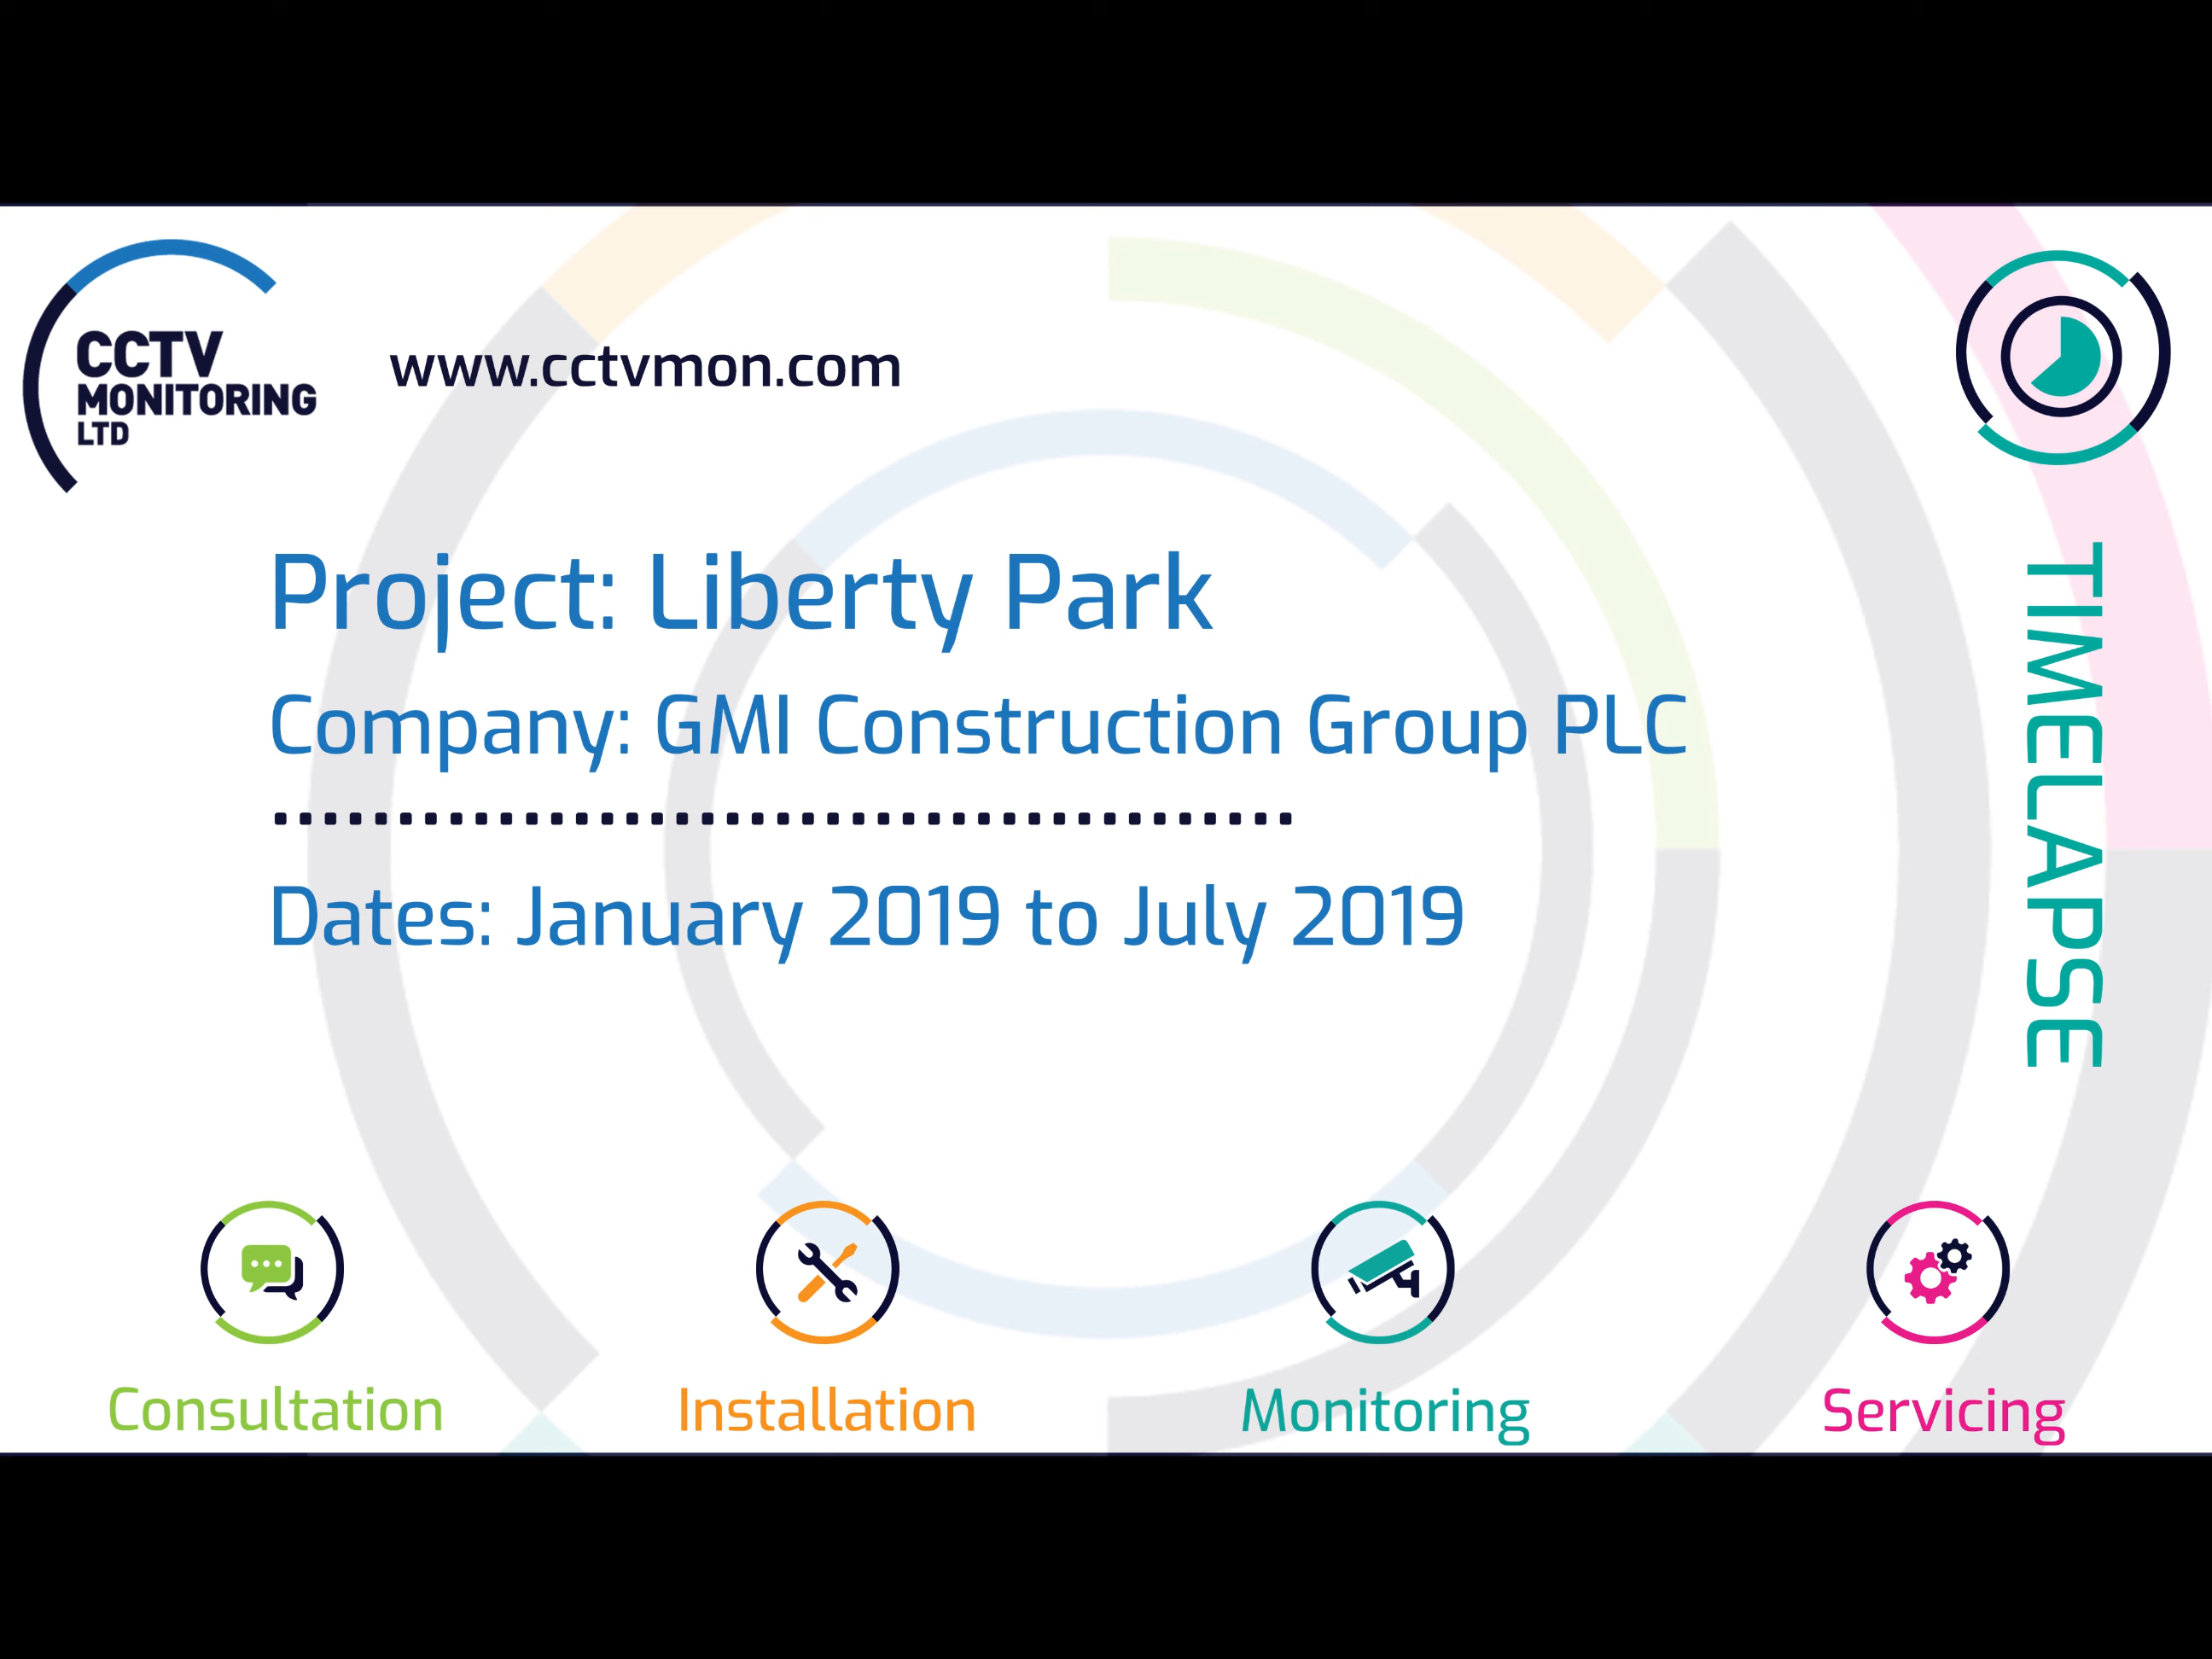 CCTV
MONITORING
LTD
www.cctvmon.com
Project: Liberty Park
Company: GMI Construction Group PLC
Dates: January 2019 to July 2019
TIMELAPSE
Consultation
Installation
Monitoring
Servicing